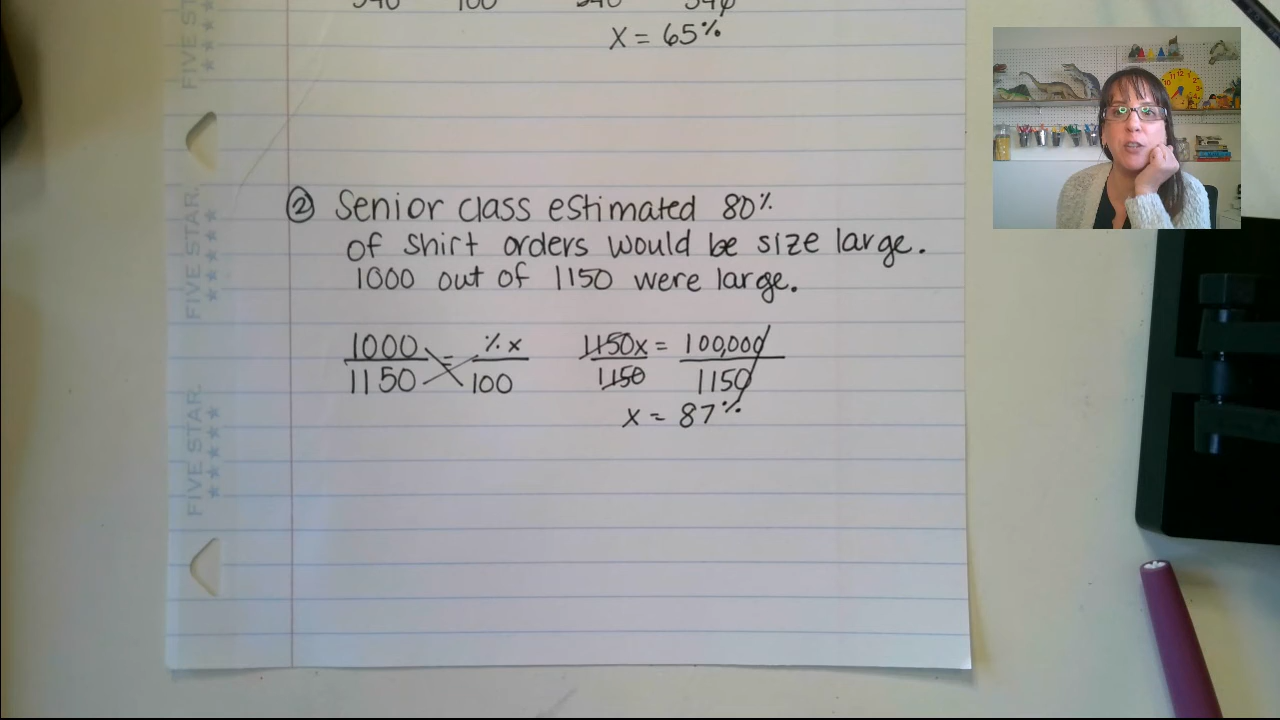 x = 65%
② Senior class estimated 80%
of shirt orders would be size large.
1000 out of 1150 were large.
1000 = % x
1150 100
1150x = 100,000
1150 1150
x = 87%
FIVE STAR
FIVE STAR
FIVE STAR